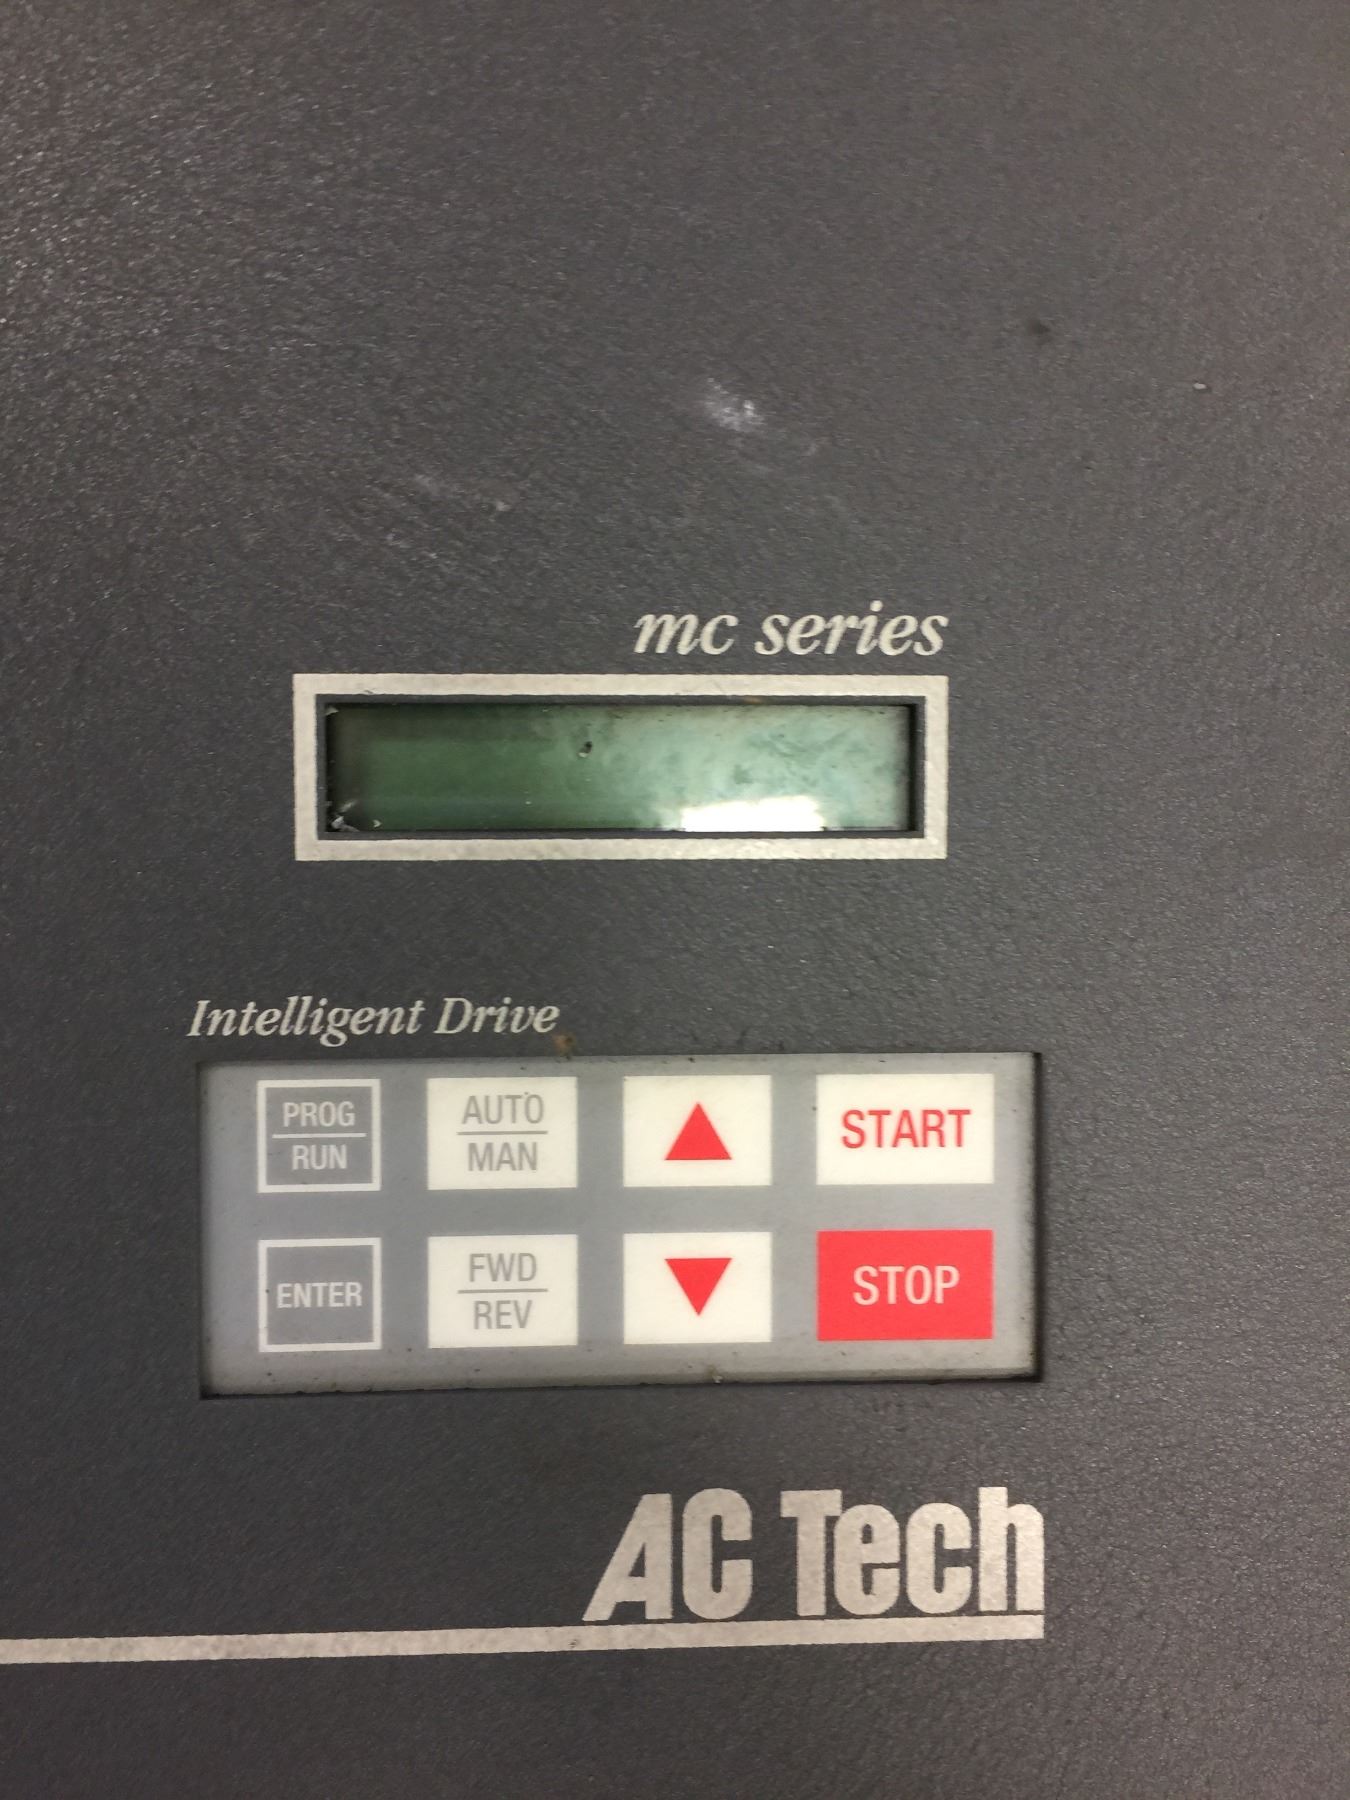 mc series
Intelligent Drive
PROG
RUN
AUTO
MAN
START
ENTER
FWD
REV
STOP
AC Tech